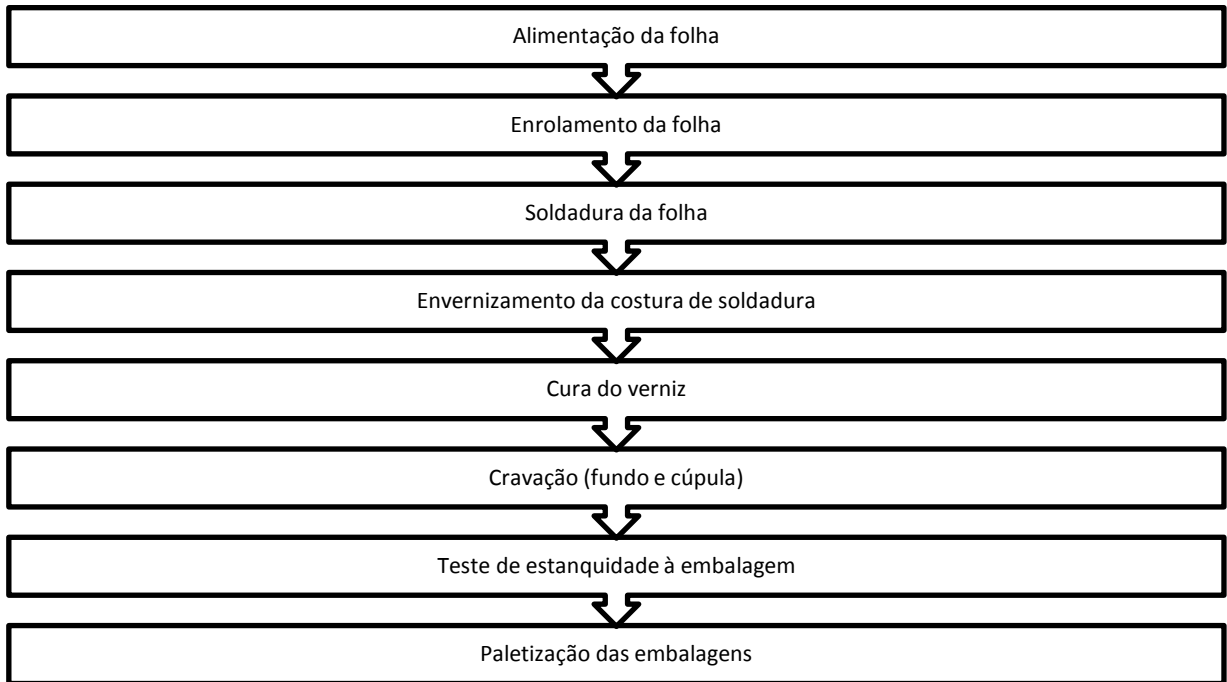 Alimentação da folha
Enrolamento da folha
Soldadura da folha
Envernizamento da costura de soldadura
Cura do verniz
Cravação (fundo e cúpula)
Teste de estanquidade à embalagem
Paletização das embalagens